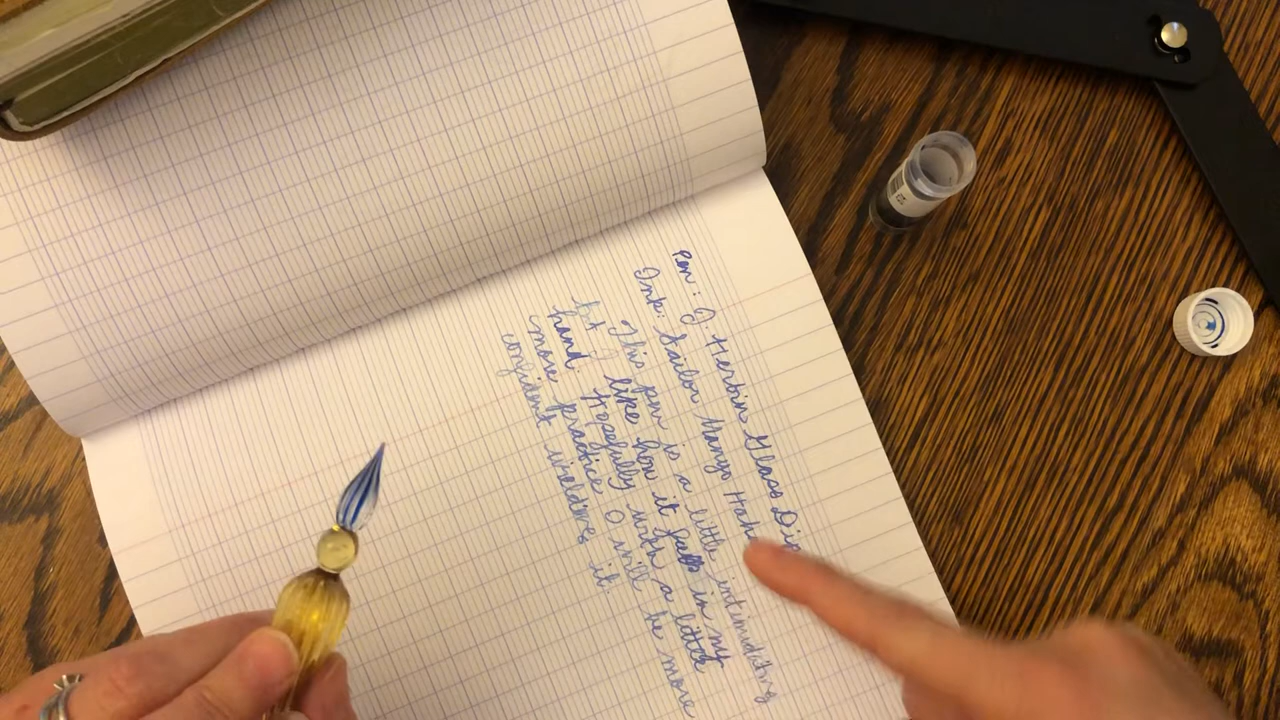 Pen: J. Herbin Glass Dip
Ink: Sailor Manyo Hah
This pen is a little intimidating
but I like how it feels in my
hand. Hopefully with a little
more practice I will be more
confident wielding it.